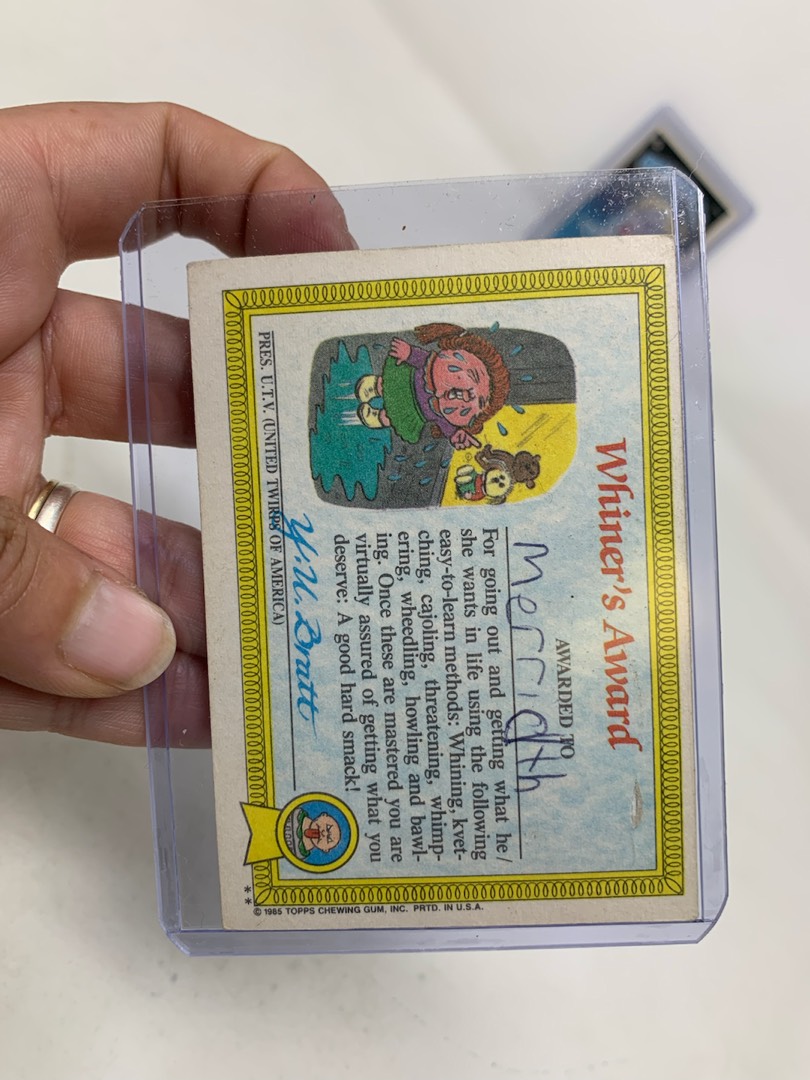 Whiner's Award
AWARDED TO
Merridth
For going out and getting what he/
she wants in life using the following
easy-to-learn methods: Whining, kvet-
ching, cajoling, threatening, whimp-
ering, wheedling, howling and bawl-
ing. Once these are mastered you are
virtually assured of getting what you
deserve: A good hard smack!
Y.U. Bratt
PRES. U.T.V. (UNITED TWIRPS OF AMERICA)
** © 1985 TOPPS CHEWING GUM, INC. PRTD. IN U.S.A.